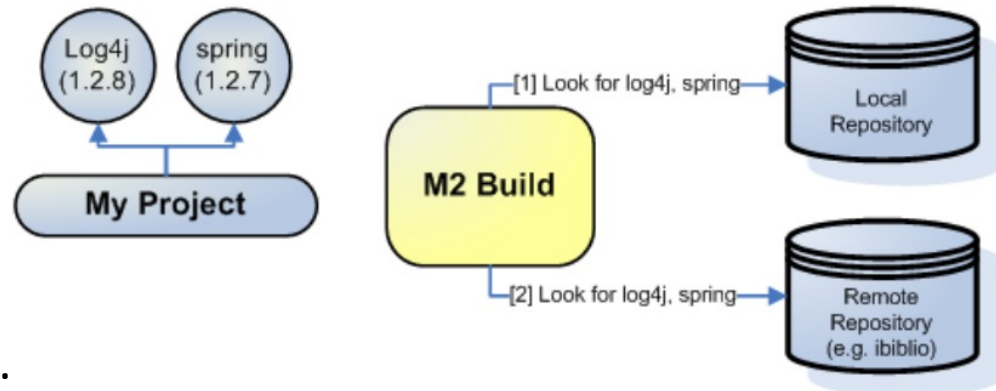 Log4j
(1.2.8)
spring
(1.2.7)
My Project
M2 Build
[1] Look for log4j, spring
Local
Repository
[2] Look for log4j, spring
Remote
Repository
(e.g. ibiblio)
.